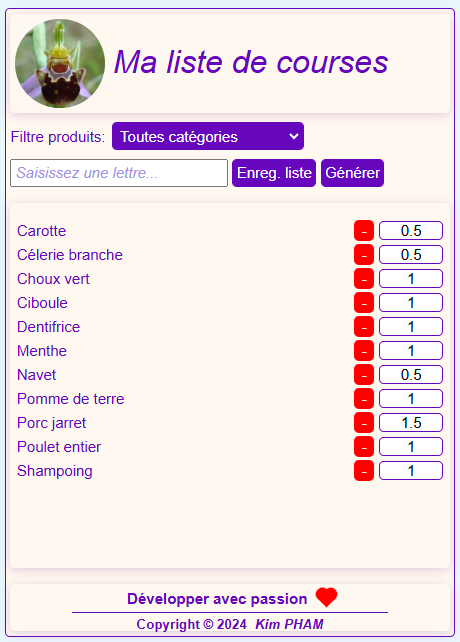 Ma liste de courses
Filtre produits: Toutes catégories
Saisissez une lettre... Enreg. liste Générer
Carotte - 0.5
Célerie branche - 0.5
Choux vert - 1
Ciboule - 1
Dentifrice - 1
Menthe - 1
Navet - 0.5
Pomme de terre - 1
Porc jarret - 1.5
Poulet entier - 1
Shampoing - 1
Développer avec passion
Copyright © 2024 Kim PHAM